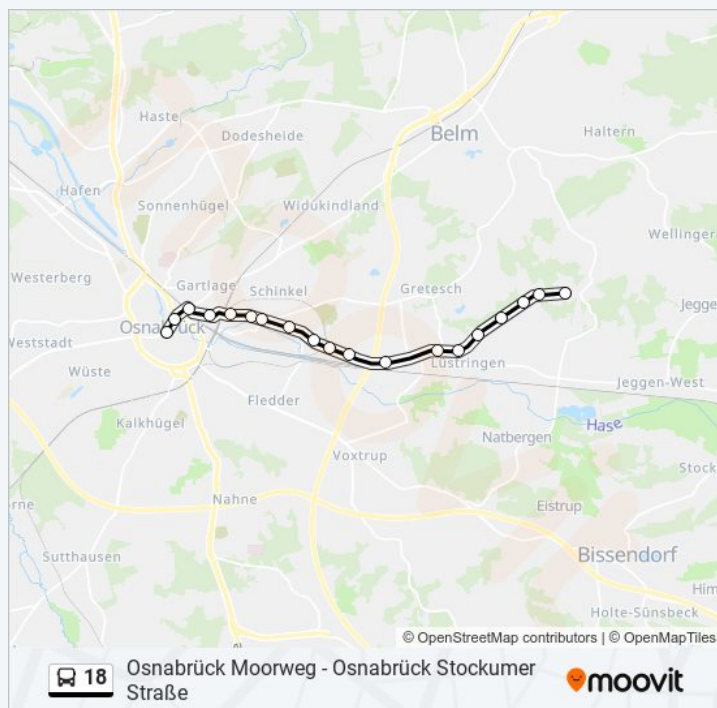 Belm
Haste
Dodesheide
Haltern
Hafen
Sonnenhügel
Widukindland
Wellinger
Westerberg
Gartlage
Schinkel
Gretesch
Jegge
Osnabrück
Weststadt
Lüstringen
Wüste
Jeggen-West
Fledder
Kalkhügel
Hase
Natbergen
Voxtrup
Stock
Nahne
Eistrup
orne
Bissendorf
Sutthausen
Him
Holte-Sünsbeck
© OpenStreetMap contributors | © OpenMapTiles
18
Osnabrück Moorweg - Osnabrück Stockumer
Straße
moovit